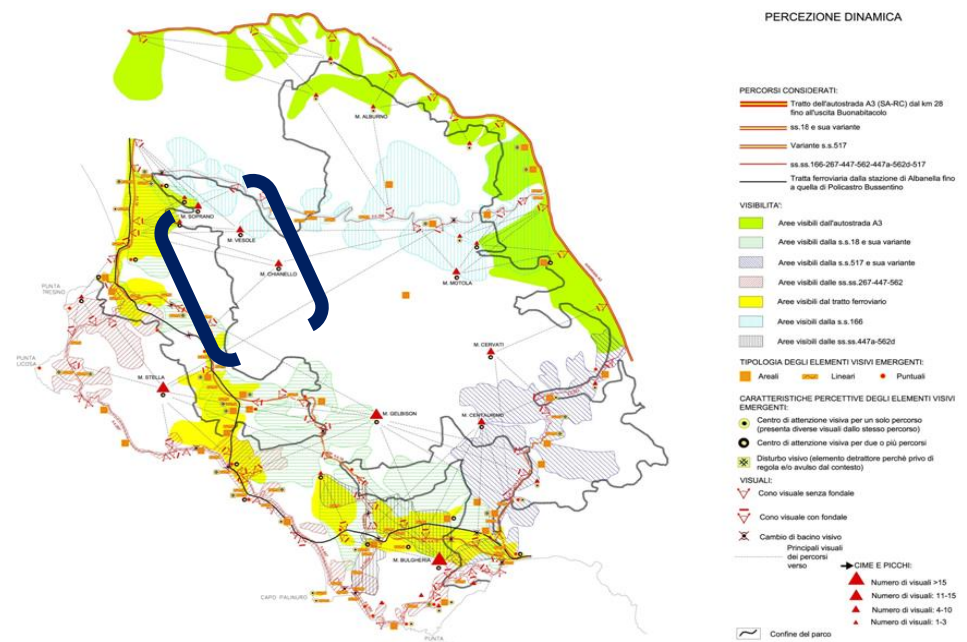 PERCEZIONE DINAMICA
PERCORSI CONSIDERATI:
Tratto dell'autostrada A3 (SA-RC) dal km 28
fino all'uscita Buonabitacolo
ss.18 e sua variante
Variante s.s.517
ss.ss.166-267-447-562-447a-562d-517
Tratta ferroviaria dalla stazione di Albanella fino
a quella di Policastro Bussentino
VISIBILITA':
Aree visibili dall'autostrada A3
Aree visibili dalla s.s.18 e sua variante
Aree visibili dalla s.s.517 e sua variante
Aree visibili dalle ss.ss.267-447-562
Aree visibili dal tratto ferroviario
Aree visibili dalla s.s.166
Aree visibili dalle ss.ss.447a-562d
TIPOLOGIA DEGLI ELEMENTI VISIVI EMERGENTI:
Areali
Lineari
Puntuali
CARATTERISTICHE PERCETTIVE DEGLI ELEMENTI VISIVI
EMERGENTI:
Centro di attenzione visiva per un solo percorso
(presenta diverse visuali dallo stesso percorso)
Centro di attenzione visiva per due o più percorsi
Disturbo visivo (elemento detrattore perchè privo di
regola e/o avulso dal contesto)
VISUALI:
Cono visuale senza fondale
Cono visuale con fondale
Cambio di bacino visivo
Principali visuali
dei percorsi
verso
CIME E PICCHI:
Numero di visuali >15
Numero di visuali: 11-15
Numero di visuali: 4-10
Numero di visuali: 1-3
Confine del parco
M. ALBURNO
M. SOPRANO
M. VESOLE
M. CHIANELLO
M. MOTOLA
PUNTA
TRESINO
PUNTA
LICOSA
M. CERVATI
M. STELLA
M. GELBISON
M. CENTAURINO
M. BULGHERIA
CAPO PALINURO
PUNTA